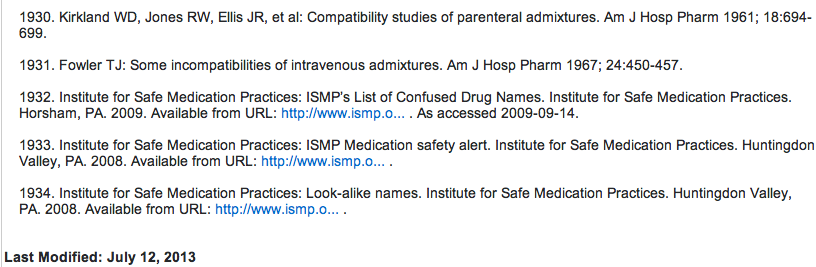 1930. Kirkland WD, Jones RW, Ellis JR, et al: Compatibility studies of parenteral admixtures. Am J Hosp Pharm 1961; 18:694-
699.
1931. Fowler TJ: Some incompatibilities of intravenous admixtures. Am J Hosp Pharm 1967; 24:450-457.
1932. Institute for Safe Medication Practices: ISMP's List of Confused Drug Names. Institute for Safe Medication Practices.
Horsham, PA. 2009. Available from URL: http://www.ismp.o... . As accessed 2009-09-14.
1933. Institute for Safe Medication Practices: ISMP Medication safety alert. Institute for Safe Medication Practices. Huntingdon
Valley, PA. 2008. Available from URL: http://www.ismp.o... .
1934. Institute for Safe Medication Practices: Look-alike names. Institute for Safe Medication Practices. Huntingdon Valley,
PA. 2008. Available from URL: http://www.ismp.o... .
Last Modified: July 12, 2013